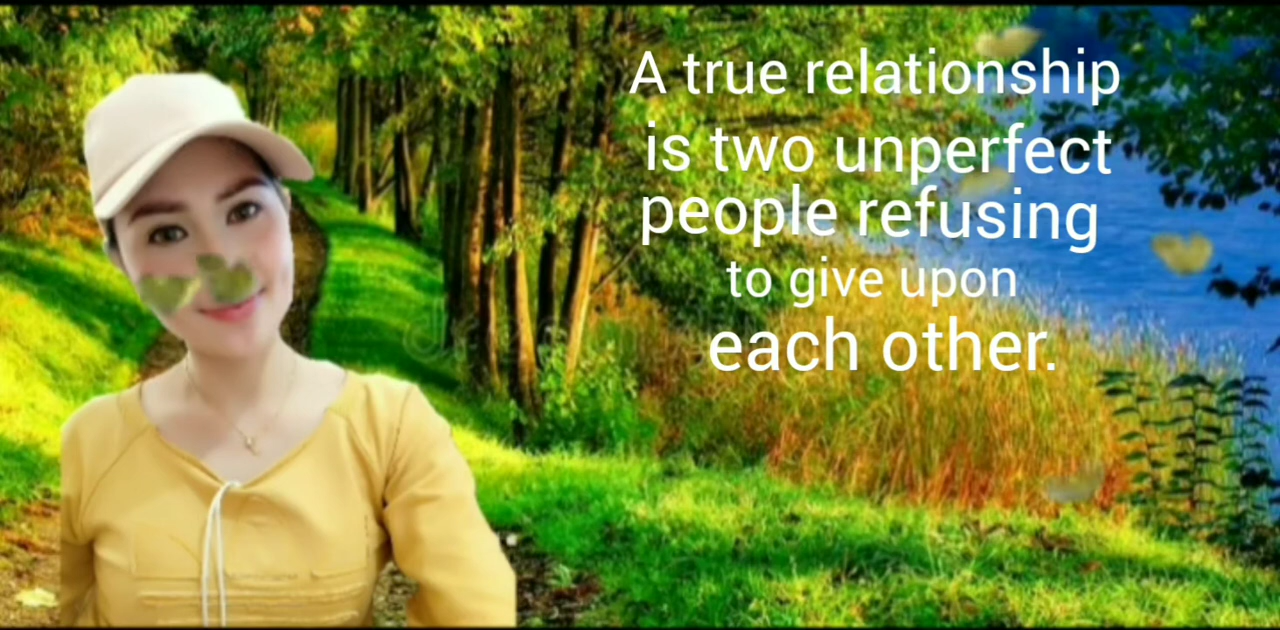 A true relationship
is two unperfect
people refusing
to give upon
each other.